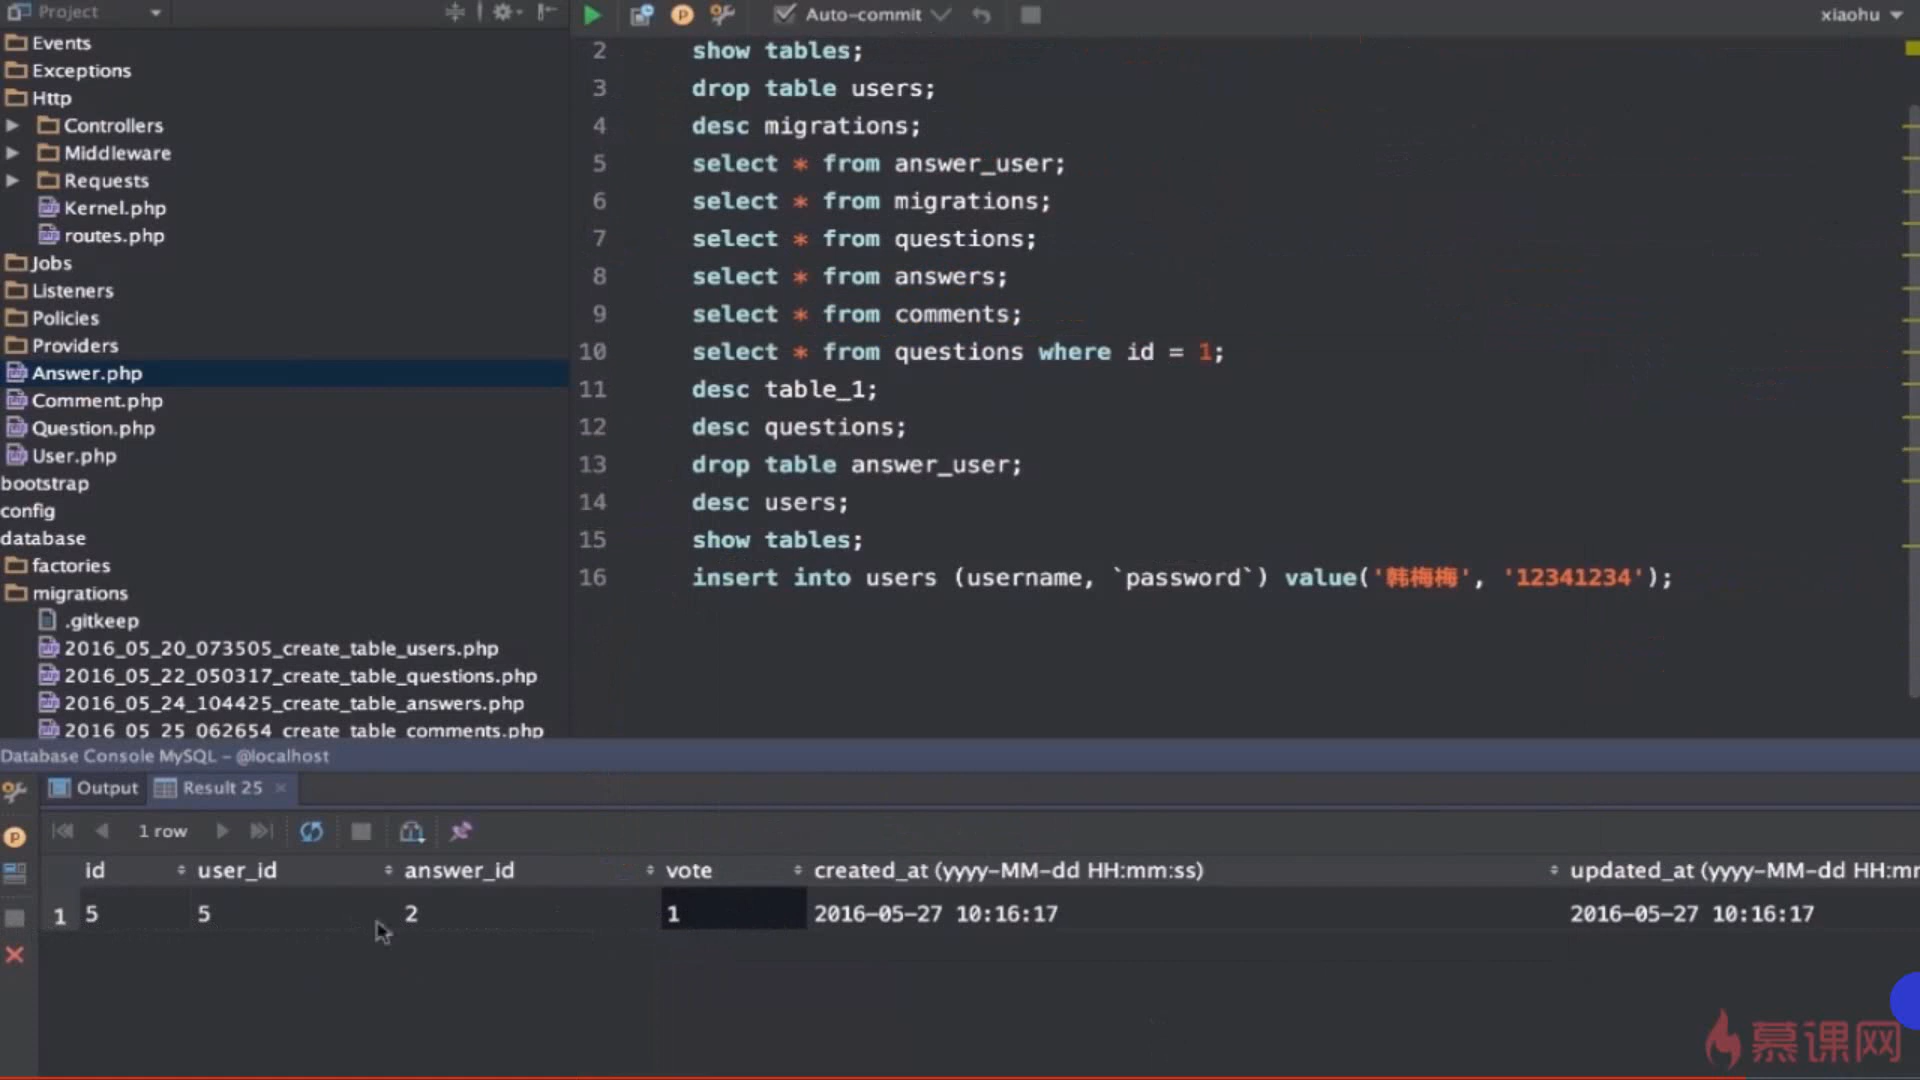 Project
Auto-commit
xiaohu
Events
Exceptions
Http
Controllers
Middleware
Requests
Kernel.php
routes.php
Jobs
Listeners
Policies
Providers
Answer.php
Comment.php
Question.php
User.php
bootstrap
config
database
factories
migrations
.gitkeep
2016_05_20_073505_create_table_users.php
2016_05_22_050317_create_table_questions.php
2016_05_24_104425_create_table_answers.php
2016_05_25_062654_create_table_comments.php
2 show tables;
3 drop table users;
4 desc migrations;
5 select * from answer_user;
6 select * from migrations;
7 select * from questions;
8 select * from answers;
9 select * from comments;
10 select * from questions where id = 1;
11 desc table_1;
12 desc questions;
13 drop table answer_user;
14 desc users;
15 show tables;
16 insert into users (username, `password`) value('韩梅梅', '12341234');
Database Console MySQL – @localhost
Output Result 25
1 row
id user_id answer_id vote created_at (yyyy-MM-dd HH:mm:ss) updated_at (yyyy-MM-dd HH:mm
1 5 5 2 1 2016-05-27 10:16:17 2016-05-27 10:16:17
慕课网